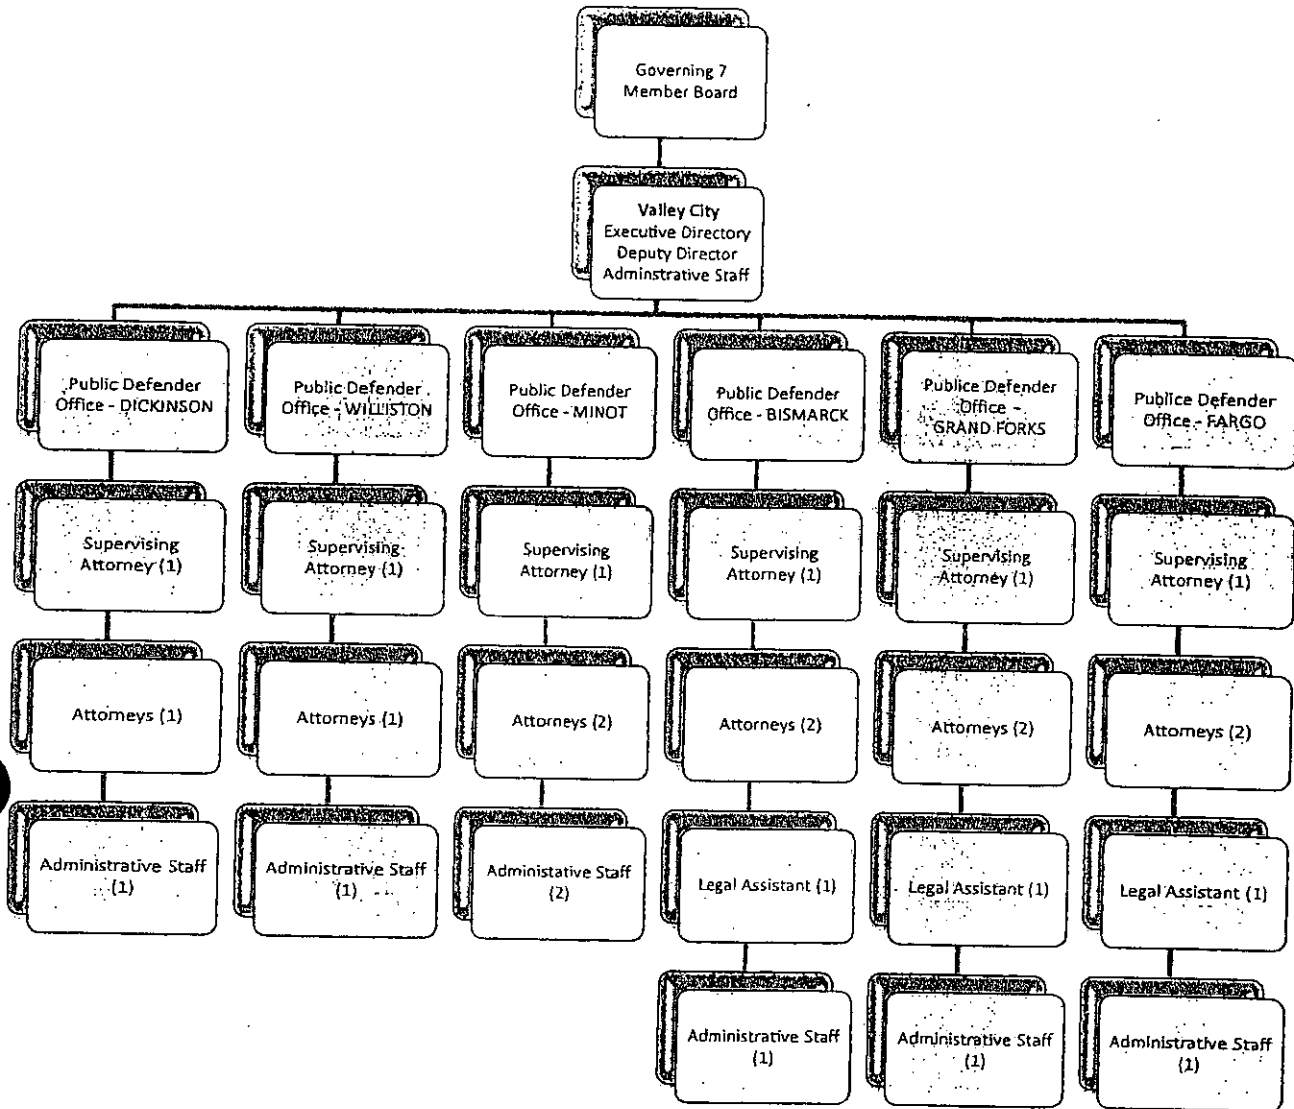 Governing 7
Member Board
Valley City
Executive Directory
Deputy Director
Adminstrative Staff
Public Defender
Office - DICKINSON
Public Defender
Office - WILLISTON
Public Defender
Office - MINOT
Public Defender
Office - BISMARCK
Publice Defender
Office -
GRAND FORKS
Publice Defender
Office - FARGO
Supervising
Attorney (1)
Supervising
Attorney (1)
Supervising
Attorney (1)
Supervising
Attorney (1)
Supervising
Attorney (1)
Supervising
Attorney (1)
Attorneys (1)
Attorneys (1)
Attorneys (2)
Attorneys (2)
Attorneys (2)
Attorneys (2)
Administrative Staff
(1)
Administrative Staff
(1)
Administative Staff
(2)
Legal Assistant (1)
Legal Assistant (1)
Legal Assistant (1)
Administrative Staff
(1)
Administrative Staff
(1)
Administrative Staff
(1)